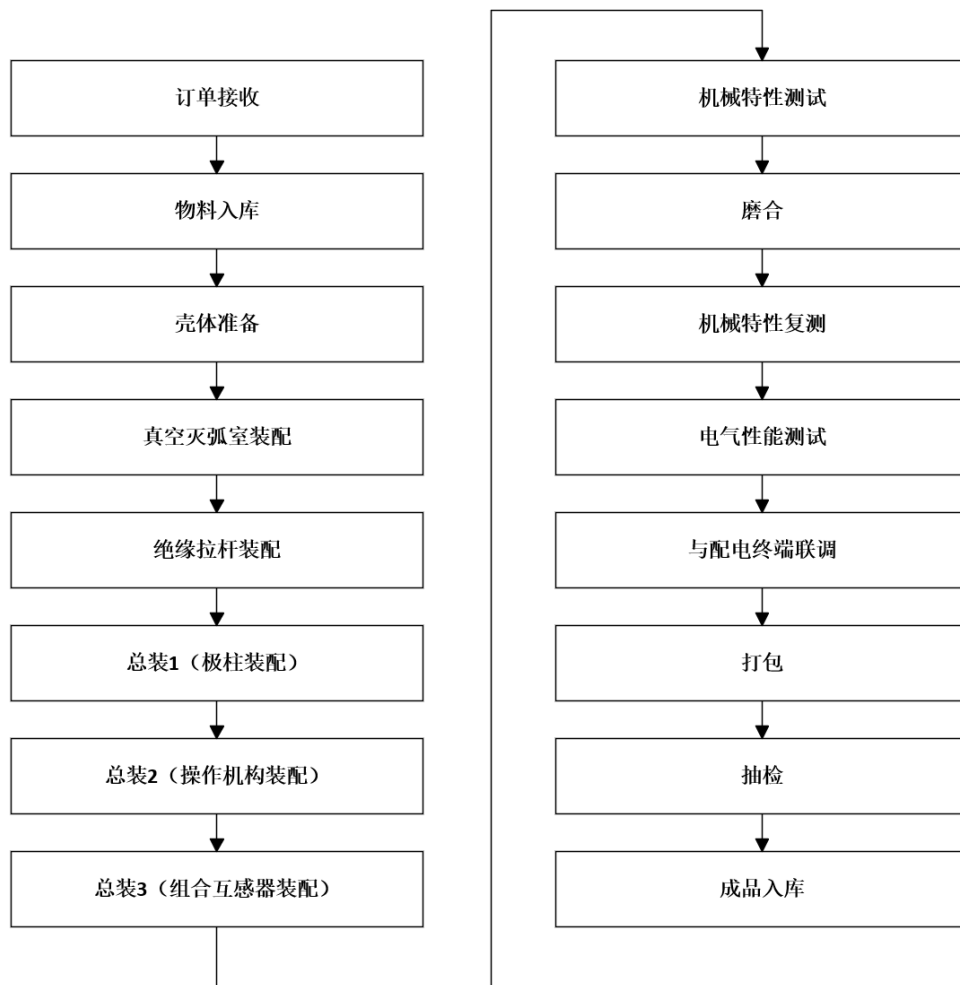 订单接收
物料入库
壳体准备
真空灭弧室装配
绝缘拉杆装配
总装1（极柱装配）
总装2（操作机构装配）
总装3（组合互感器装配）
机械特性测试
磨合
机械特性复测
电气性能测试
与配电终端联调
打包
抽检
成品入库